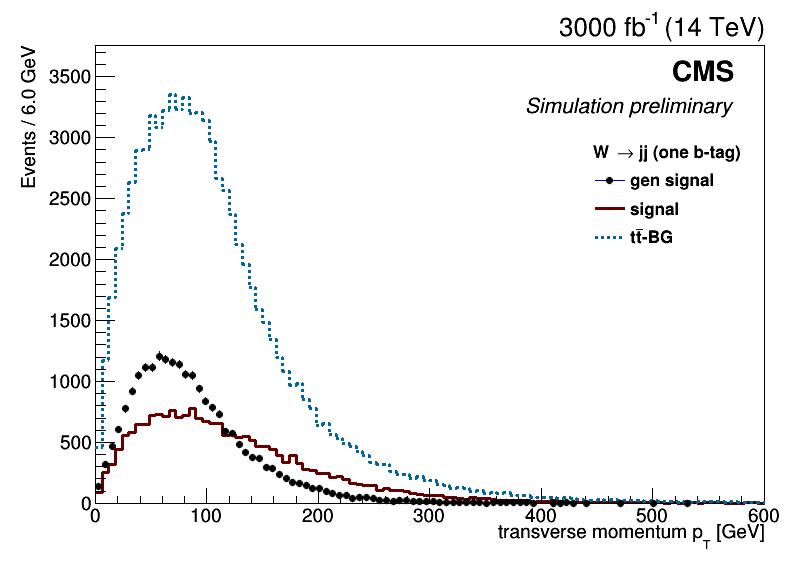 3000 fb⁻¹ (14 TeV)
Events / 6.0 GeV
CMS
Simulation preliminary
W → jj (one b-tag)
gen signal
signal
tt̄-BG
3500
3000
2500
2000
1500
1000
500
0
0 100 200 300 400 500 600
transverse momentum p_T [GeV]